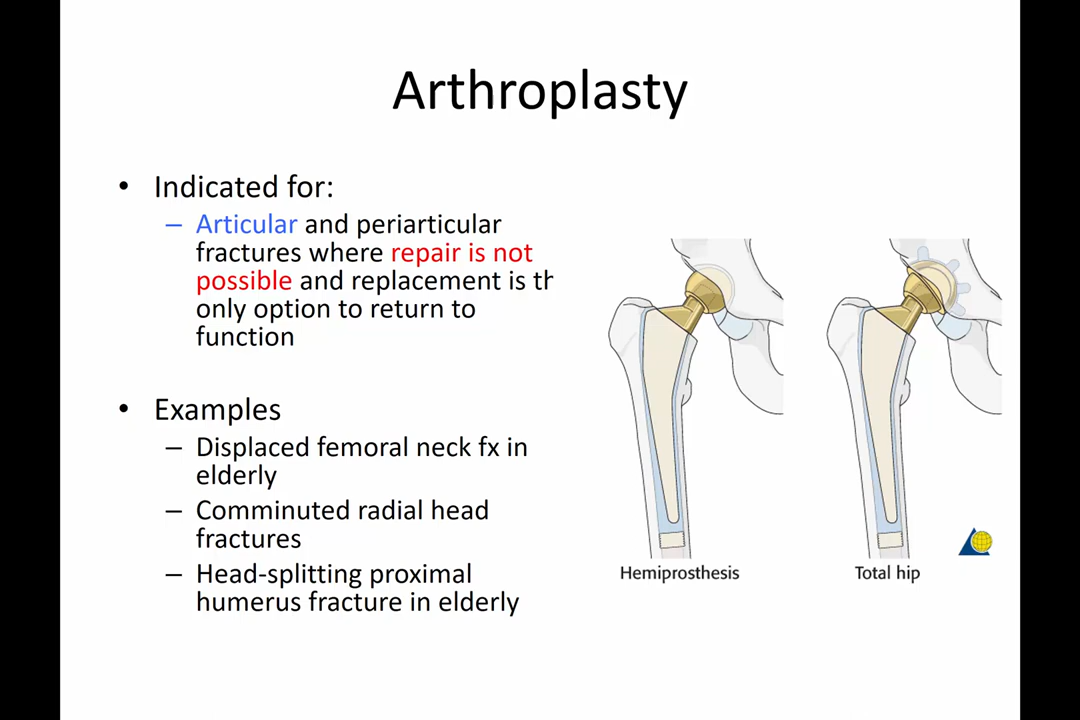 Arthroplasty
• Indicated for:
– Articular and periarticular
fractures where repair is not
possible and replacement is th
only option to return to
function
• Examples
– Displaced femoral neck fx in
elderly
– Comminuted radial head
fractures
– Head-splitting proximal
humerus fracture in elderly
Hemiprosthesis
Total hip